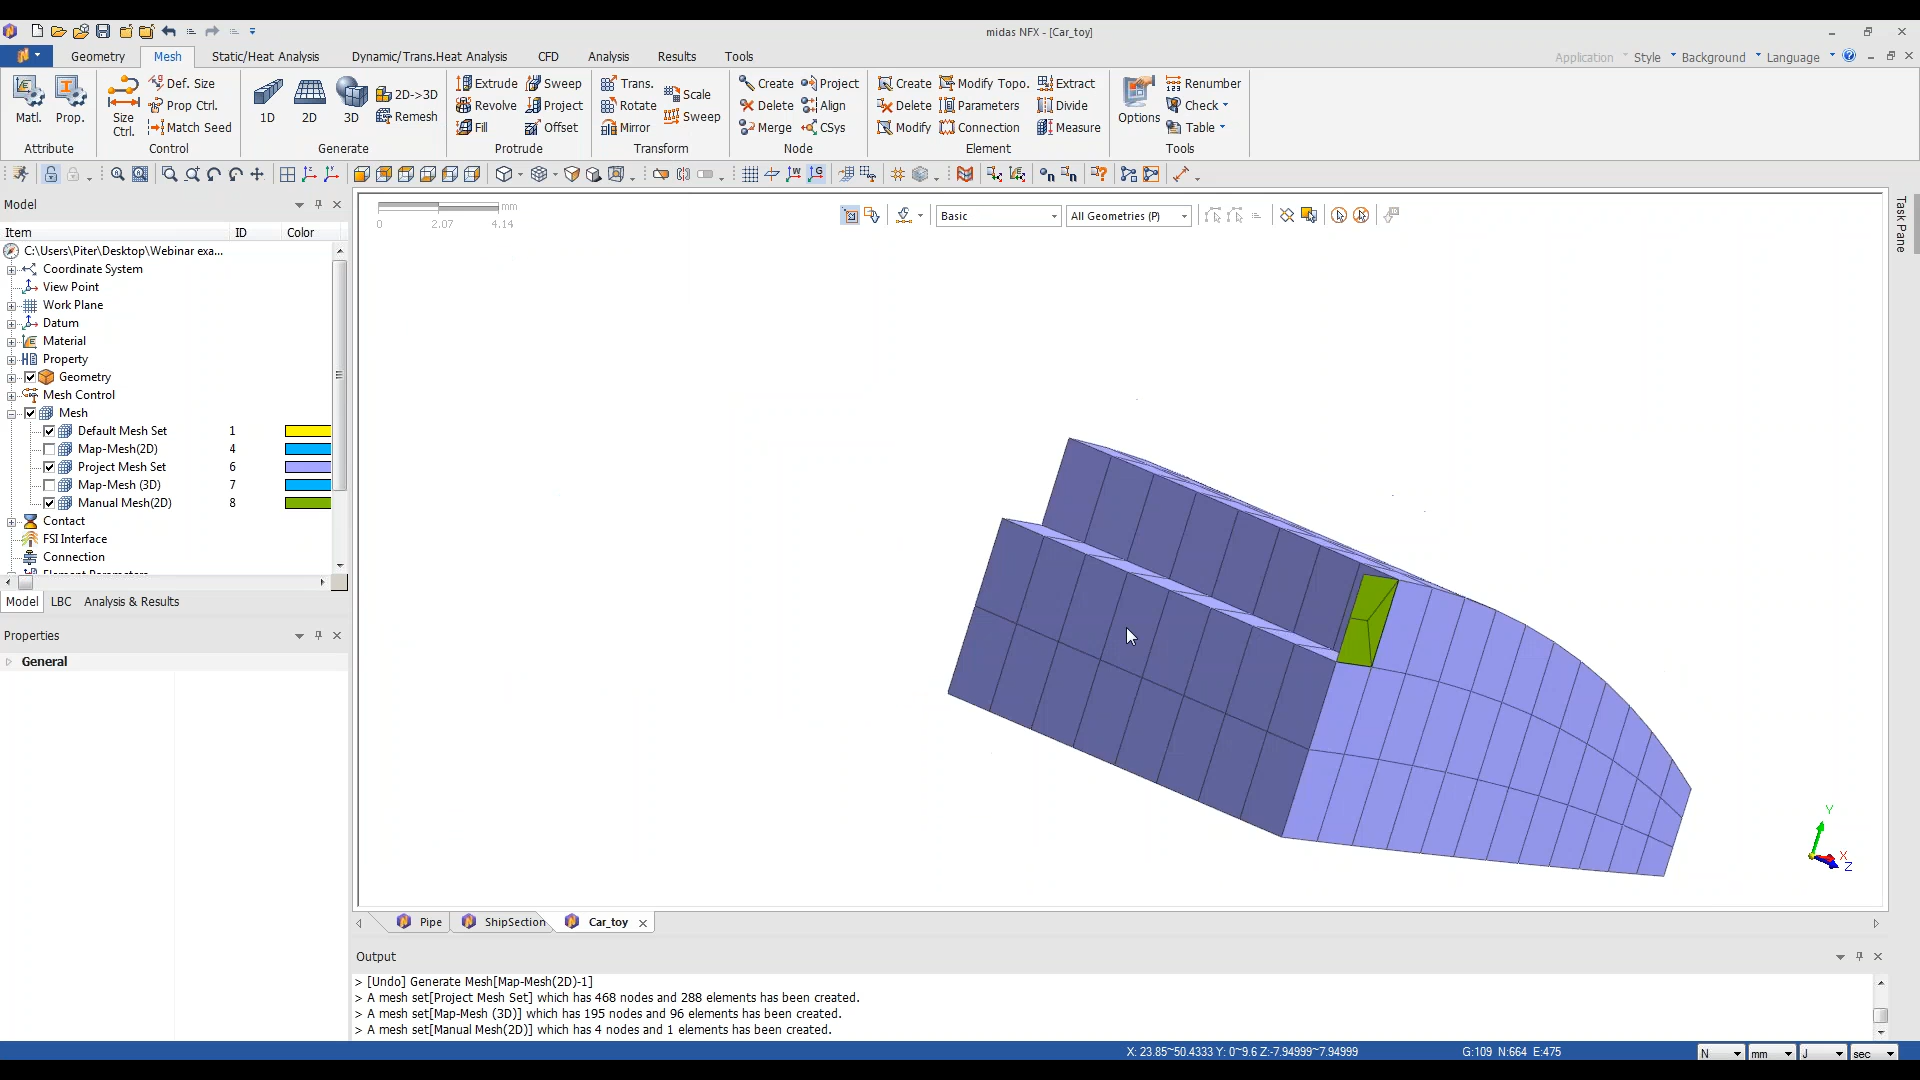 midas NFX - [Car_toy]
Geometry Mesh Static/Heat Analysis Dynamic/Trans.Heat Analysis CFD Analysis Results Tools
Application Style Background Language
Matl. Prop. Size Ctrl. Def. Size Prop Ctrl. Match Seed
1D 2D 3D 2D->3D Remesh
Extrude Sweep Revolve Project Fill Offset
Trans. Scale Rotate Sweep Mirror
Create Project Delete Align Merge CSys
Create Modify Topo. Extract Delete Parameters Divide Modify Connection Measure
Options Renumber Check Table
Attribute Control Generate Protrude Transform Node Element Tools
Model
Item ID Color
C:\Users\Piter\Desktop\Webinar exa...
Coordinate System
View Point
Work Plane
Datum
Material
Property
Geometry
Mesh Control
Mesh
Default Mesh Set 1
Map-Mesh(2D) 4
Project Mesh Set 6
Map-Mesh (3D) 7
Manual Mesh(2D) 8
Contact
FSI Interface
Connection
Model LBC Analysis & Results
Properties
General
mm
0 2.07 4.14
Basic All Geometries (P)
Task Pane
Y
X
Z
Pipe ShipSection Car_toy
Output
> [Undo] Generate Mesh[Map-Mesh(2D)-1]
> A mesh set[Project Mesh Set] which has 468 nodes and 288 elements has been created.
> A mesh set[Map-Mesh (3D)] which has 195 nodes and 96 elements has been created.
> A mesh set[Manual Mesh(2D)] which has 4 nodes and 1 elements has been created.
X: 23.85~50.4333 Y: 0~9.6 Z:-7.94999~7.94999 G:109 N:664 E:475 N mm J sec